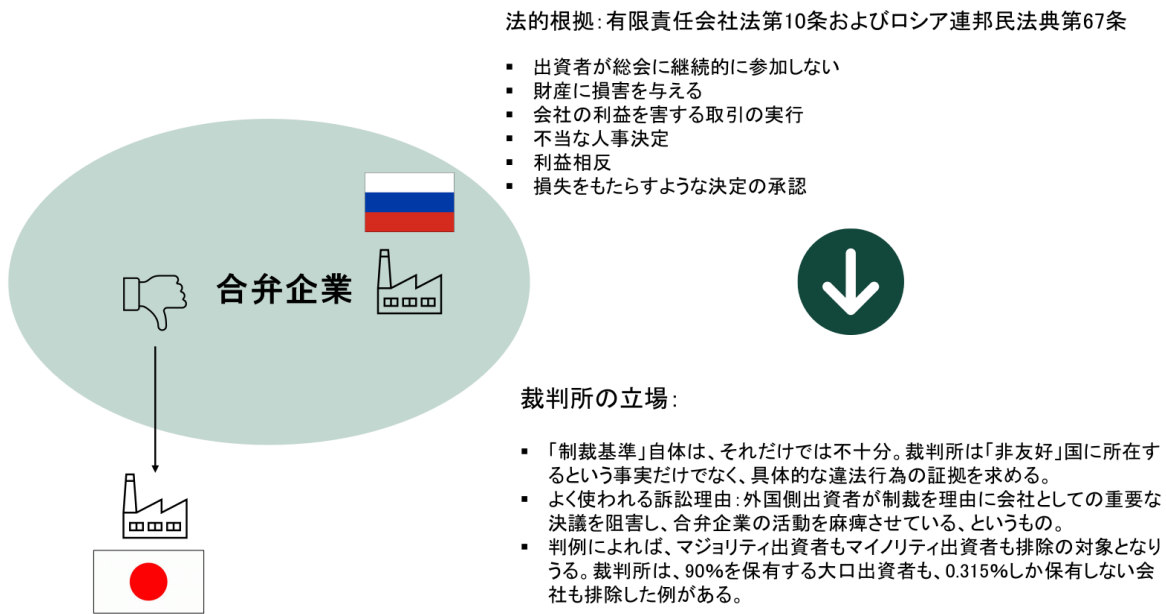 法的根拠：有限責任会社法第10条およびロシア連邦民法典第67条
▪ 出資者が総会に継続的に参加しない
▪ 財産に損害を与える
▪ 会社の利益を害する取引の実行
▪ 不当な人事決定
▪ 利益相反
▪ 損失をもたらすような決定の承認
合弁企業
裁判所の立場：
▪ 「制裁基準」自体は、それだけでは不十分。裁判所は「非友好」国に所在す
るという事実だけでなく、具体的な違法行為の証拠を求める。
▪ よく使われる訴訟理由：外国側出資者が制裁を理由に会社としての重要な
決議を阻害し、合弁企業の活動を麻痺させている、というもの。
▪ 判例によれば、マジョリティ出資者もマイノリティ出資者も排除の対象となり
うる。裁判所は、90%を保有する大口出資者も、0.315%しか保有しない会
社も排除した例がある。